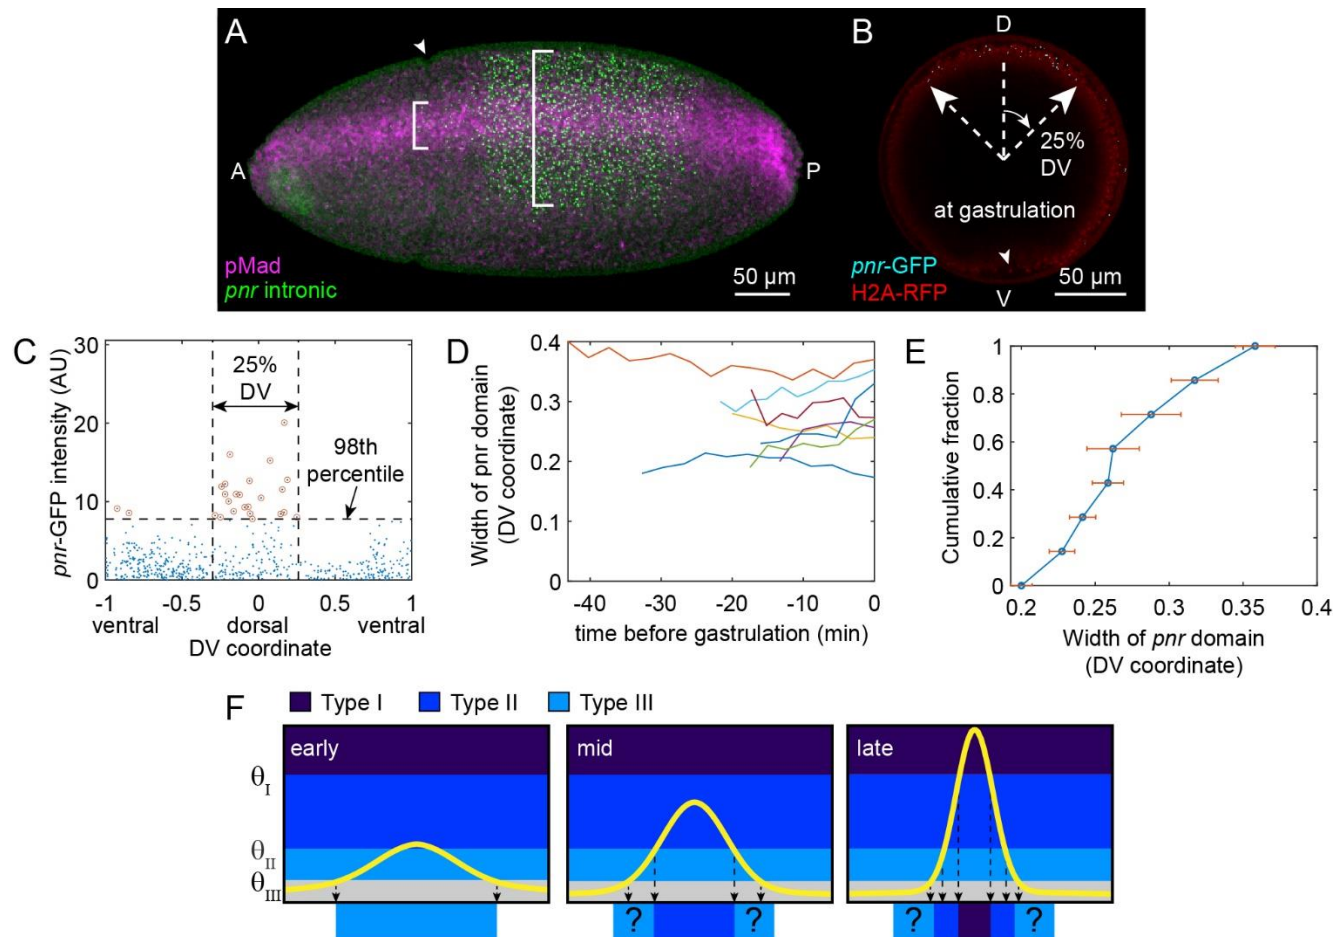 A
A
P
pMad
pnr intronic
50 µm
B
D
25%
DV
at gastrulation
pnr-GFP
H2A-RFP
V
50 µm
C
pnr-GFP intensity (AU)
30
20
10
0
25%
DV
98th
percentile
-1
-0.5
0
0.5
1
ventral
dorsal
ventral
DV coordinate
D
Width of pnr domain
(DV coordinate)
0.4
0.3
0.2
0.1
0
-40
-30
-20
-10
0
time before gastrulation (min)
E
Cumulative fraction
1
0.8
0.6
0.4
0.2
0
0.2
0.25
0.3
0.35
0.4
Width of pnr domain
(DV coordinate)
F
Type I
Type II
Type III
early
mid
late
θI
θII
θIII
?
?
?
?